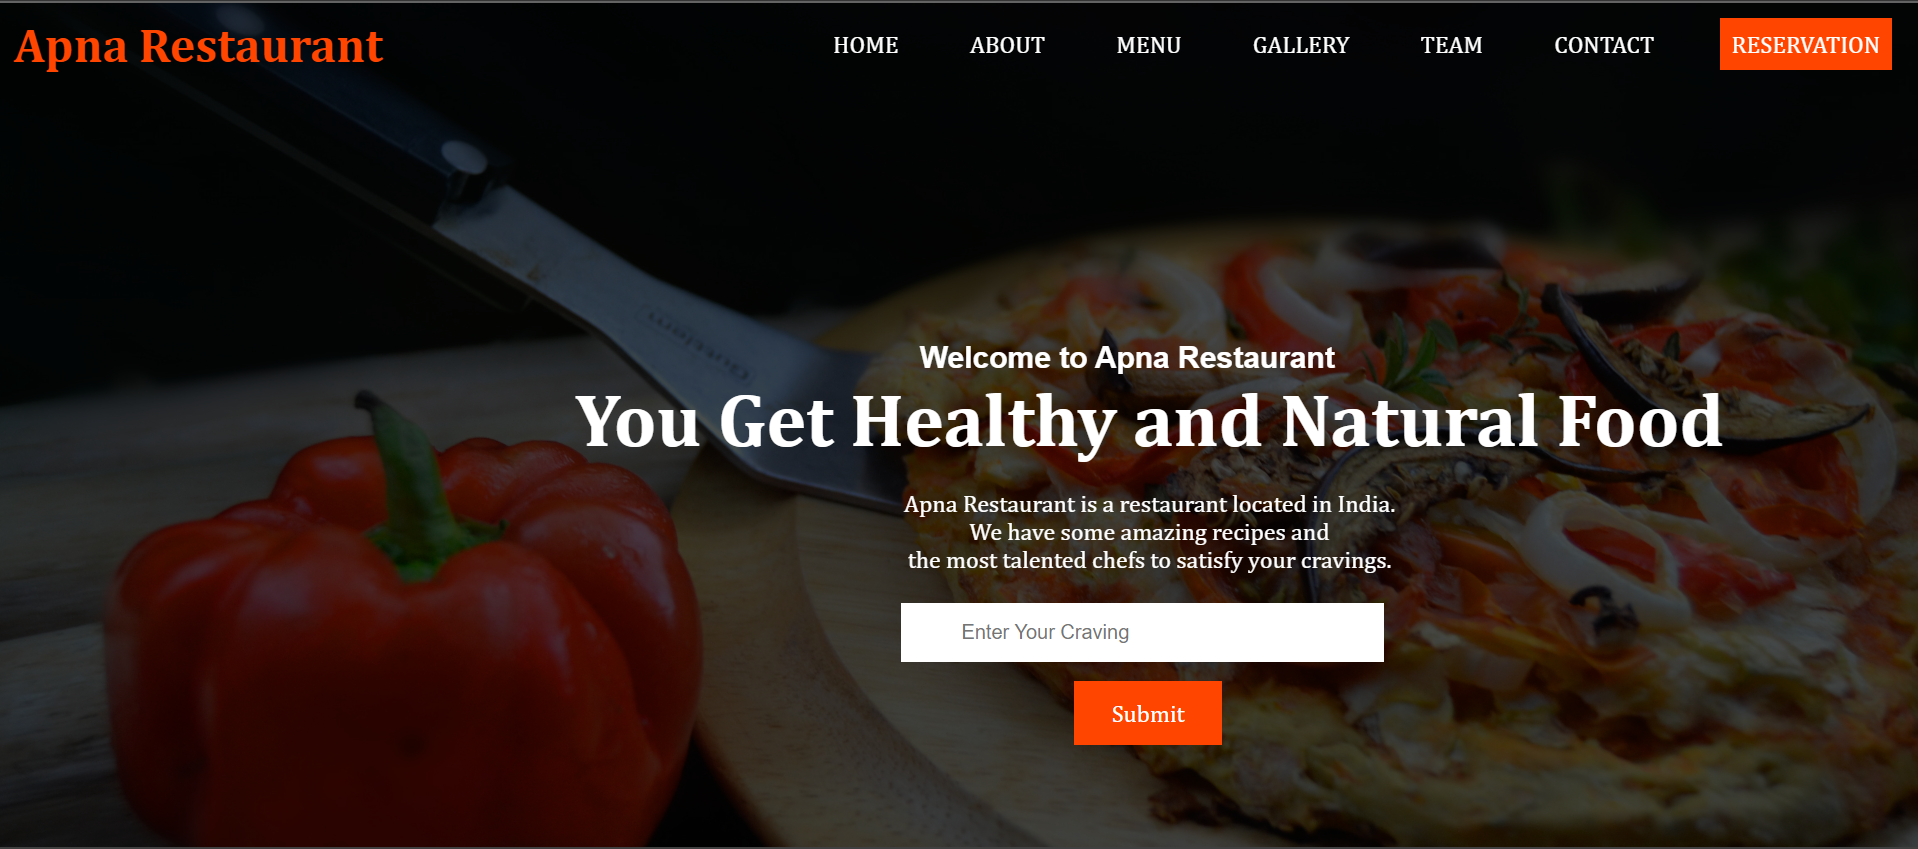 Apna Restaurant
HOME ABOUT MENU GALLERY TEAM CONTACT RESERVATION
Welcome to Apna Restaurant
You Get Healthy and Natural Food
Apna Restaurant is a restaurant located in India.
We have some amazing recipes and
the most talented chefs to satisfy your cravings.
Enter Your Craving
Submit